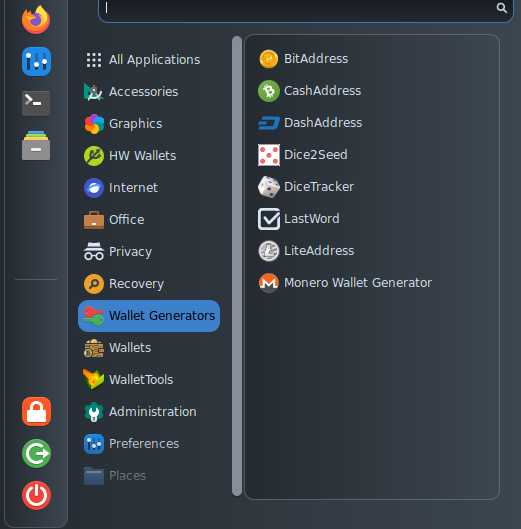 All Applications
Accessories
Graphics
HW Wallets
Internet
Office
Privacy
Recovery
Wallet Generators
Wallets
WalletTools
Administration
Preferences
Places
BitAddress
CashAddress
DashAddress
Dice2Seed
DiceTracker
LastWord
LiteAddress
Monero Wallet Generator